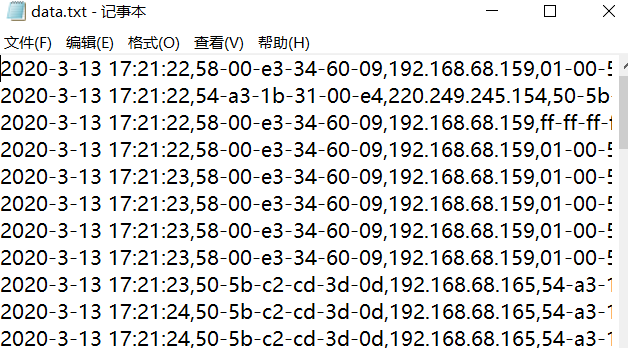 data.txt - 记事本
文件(F) 编辑(E) 格式(O) 查看(V) 帮助(H)
2020-3-13 17:21:22,58-00-e3-34-60-09,192.168.68.159,01-00-5
2020-3-13 17:21:22,54-a3-1b-31-00-e4,220.249.245.154,50-5b-
2020-3-13 17:21:22,58-00-e3-34-60-09,192.168.68.159,ff-ff-ff-f
2020-3-13 17:21:22,58-00-e3-34-60-09,192.168.68.159,01-00-5
2020-3-13 17:21:23,58-00-e3-34-60-09,192.168.68.159,01-00-5
2020-3-13 17:21:23,58-00-e3-34-60-09,192.168.68.159,01-00-5
2020-3-13 17:21:23,58-00-e3-34-60-09,192.168.68.159,01-00-5
2020-3-13 17:21:23,58-00-e3-34-60-09,192.168.68.159,01-00-5
2020-3-13 17:21:23,50-5b-c2-cd-3d-0d,192.168.68.165,54-a3-1
2020-3-13 17:21:24,50-5b-c2-cd-3d-0d,192.168.68.165,54-a3-1
2020-3-13 17:21:24,50-5b-c2-cd-3d-0d,192.168.68.165,54-a3-1